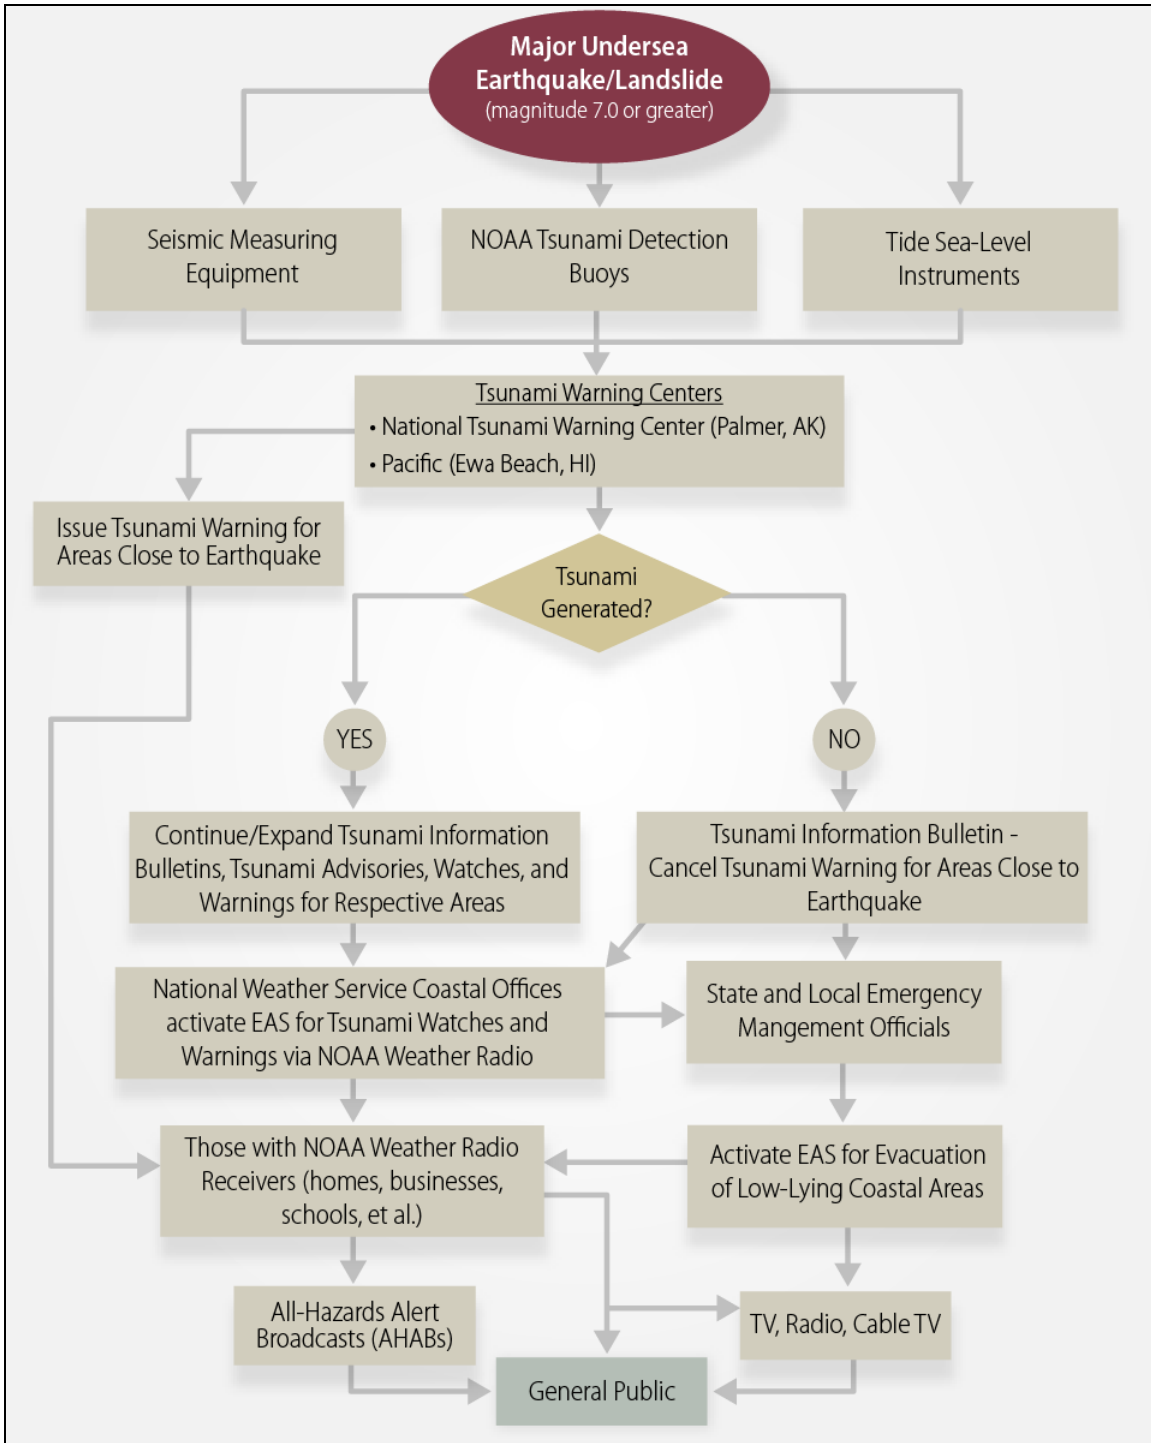 Major Undersea
Earthquake/Landslide
(magnitude 7.0 or greater)
Seismic Measuring
Equipment
NOAA Tsunami Detection
Buoys
Tide Sea-Level
Instruments
Tsunami Warning Centers
• National Tsunami Warning Center (Palmer, AK)
• Pacific (Ewa Beach, HI)
Issue Tsunami Warning for
Areas Close to Earthquake
Tsunami
Generated?
YES
NO
Continue/Expand Tsunami Information
Bulletins, Tsunami Advisories, Watches, and
Warnings for Respective Areas
Tsunami Information Bulletin -
Cancel Tsunami Warning for Areas Close to
Earthquake
National Weather Service Coastal Offices
activate EAS for Tsunami Watches and
Warnings via NOAA Weather Radio
State and Local Emergency
Mangement Officials
Those with NOAA Weather Radio
Receivers (homes, businesses,
schools, et al.)
Activate EAS for Evacuation
of Low-Lying Coastal Areas
All-Hazards Alert
Broadcasts (AHABs)
TV, Radio, Cable TV
General Public